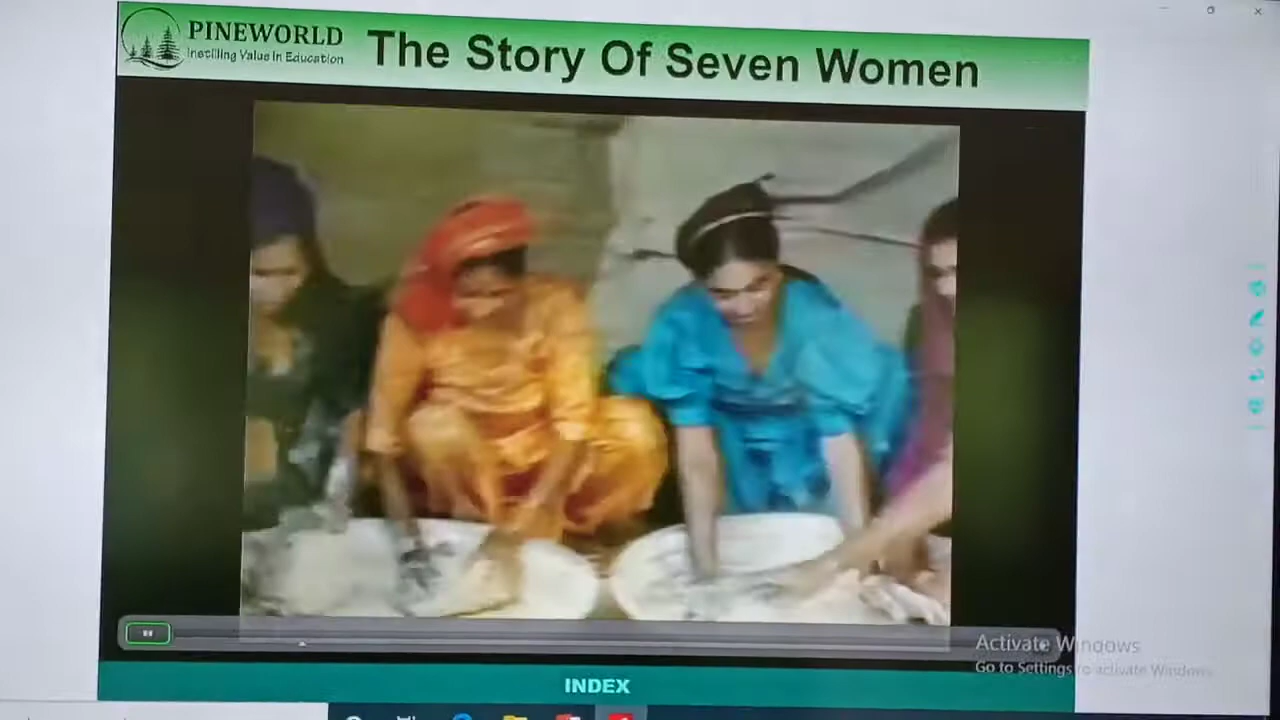 PINEWORLD
Instilling Value in Education
The Story Of Seven Women
Activate Windows
Go to Settings to activate Windows.
INDEX